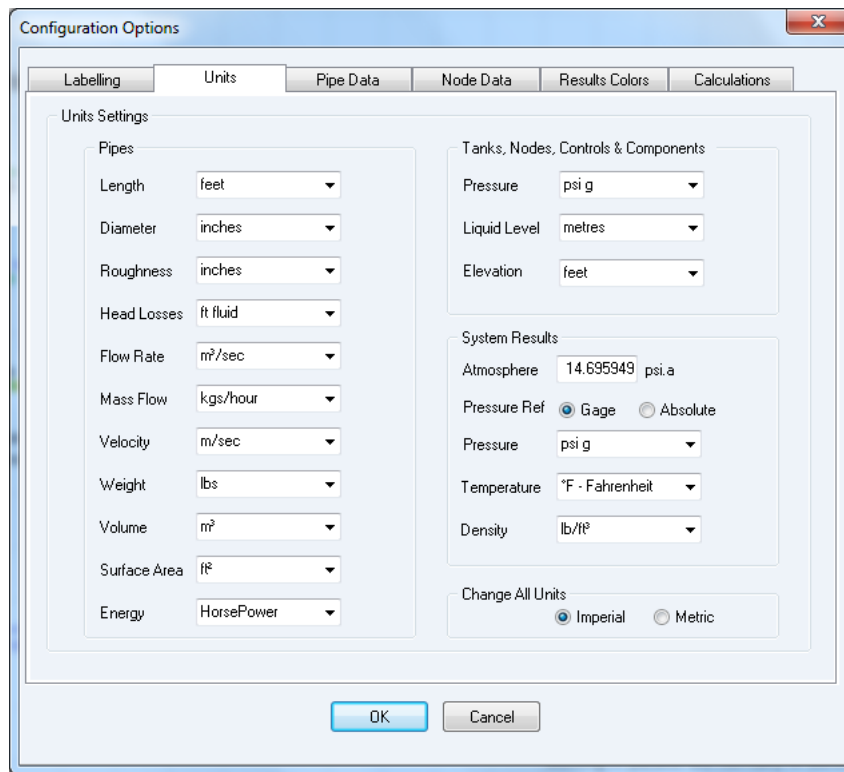 Configuration Options
Labelling Units Pipe Data Node Data Results Colors Calculations
Units Settings
Pipes
Length feet
Diameter inches
Roughness inches
Head Losses ft fluid
Flow Rate m³/sec
Mass Flow kgs/hour
Velocity m/sec
Weight lbs
Volume m³
Surface Area ft²
Energy HorsePower
Tanks, Nodes, Controls & Components
Pressure psi g
Liquid Level metres
Elevation feet
System Results
Atmosphere 14.695949 psi.a
Pressure Ref Gage Absolute
Pressure psi g
Temperature °F - Fahrenheit
Density lb/ft³
Change All Units
Imperial Metric
OK Cancel